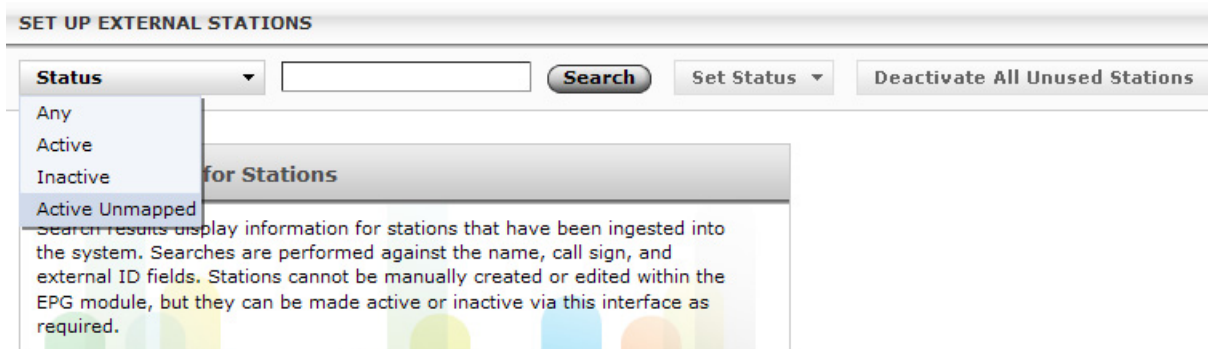 SET UP EXTERNAL STATIONS
Status Search Set Status Deactivate All Unused Stations
Any
Active
Inactive
Active Unmapped
for Stations
Search results display information for stations that have been ingested into
the system. Searches are performed against the name, call sign, and
external ID fields. Stations cannot be manually created or edited within the
EPG module, but they can be made active or inactive via this interface as
required.